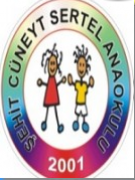 ŞEHİT CÜNEYT SERTEL ANAOKULU
2001